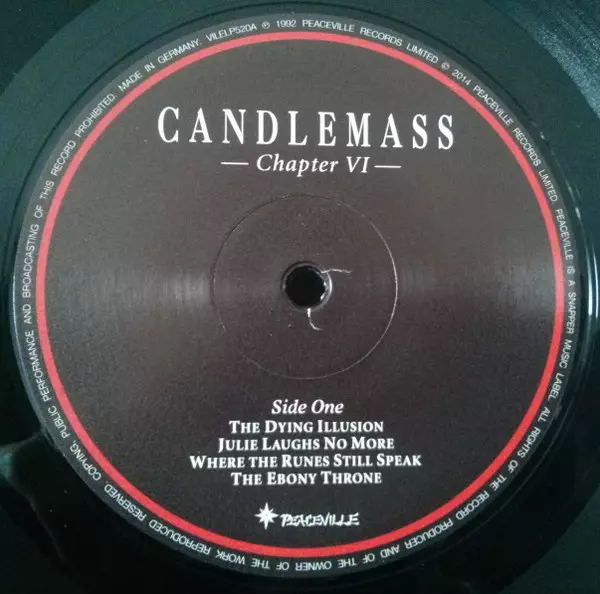 CANDLEMASS
— Chapter VI —
Side One
THE DYING ILLUSION
JULIE LAUGHS NO MORE
WHERE THE RUNES STILL SPEAK
THE EBONY THRONE
PEACEVILLE
VILELP520A ℗ 1992 PEACEVILLE RECORDS LIMITED © 2014 PEACEVILLE RECORDS LIMITED. PEACEVILLE IS A SNAPPER MUSIC LABEL. ALL RIGHTS OF THE RECORD PRODUCER AND OF THE OWNER OF THE WORK REPRODUCED RESERVED. COPYING, PUBLIC PERFORMANCE AND BROADCASTING OF THIS RECORD PROHIBITED. MADE IN GERMANY.